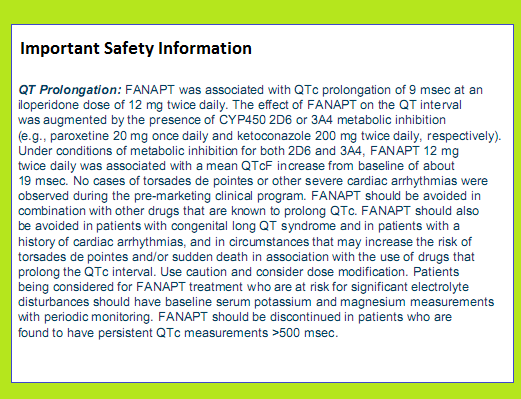 Important Safety Information
QT Prolongation: FANAPT was associated with QTc prolongation of 9 msec at an
iloperidone dose of 12 mg twice daily. The effect of FANAPT on the QT interval
was augmented by the presence of CYP450 2D6 or 3A4 metabolic inhibition
(e.g., paroxetine 20 mg once daily and ketoconazole 200 mg twice daily, respectively).
Under conditions of metabolic inhibition for both 2D6 and 3A4, FANAPT 12 mg
twice daily was associated with a mean QTcF increase from baseline of about
19 msec. No cases of torsades de pointes or other severe cardiac arrhythmias were
observed during the pre-marketing clinical program. FANAPT should be avoided in
combination with other drugs that are known to prolong QTc. FANAPT should also
be avoided in patients with congenital long QT syndrome and in patients with a
history of cardiac arrhythmias, and in circumstances that may increase the risk of
torsades de pointes and/or sudden death in association with the use of drugs that
prolong the QTc interval. Use caution and consider dose modification. Patients
being considered for FANAPT treatment who are at risk for significant electrolyte
disturbances should have baseline serum potassium and magnesium measurements
with periodic monitoring. FANAPT should be discontinued in patients who are
found to have persistent QTc measurements >500 msec.